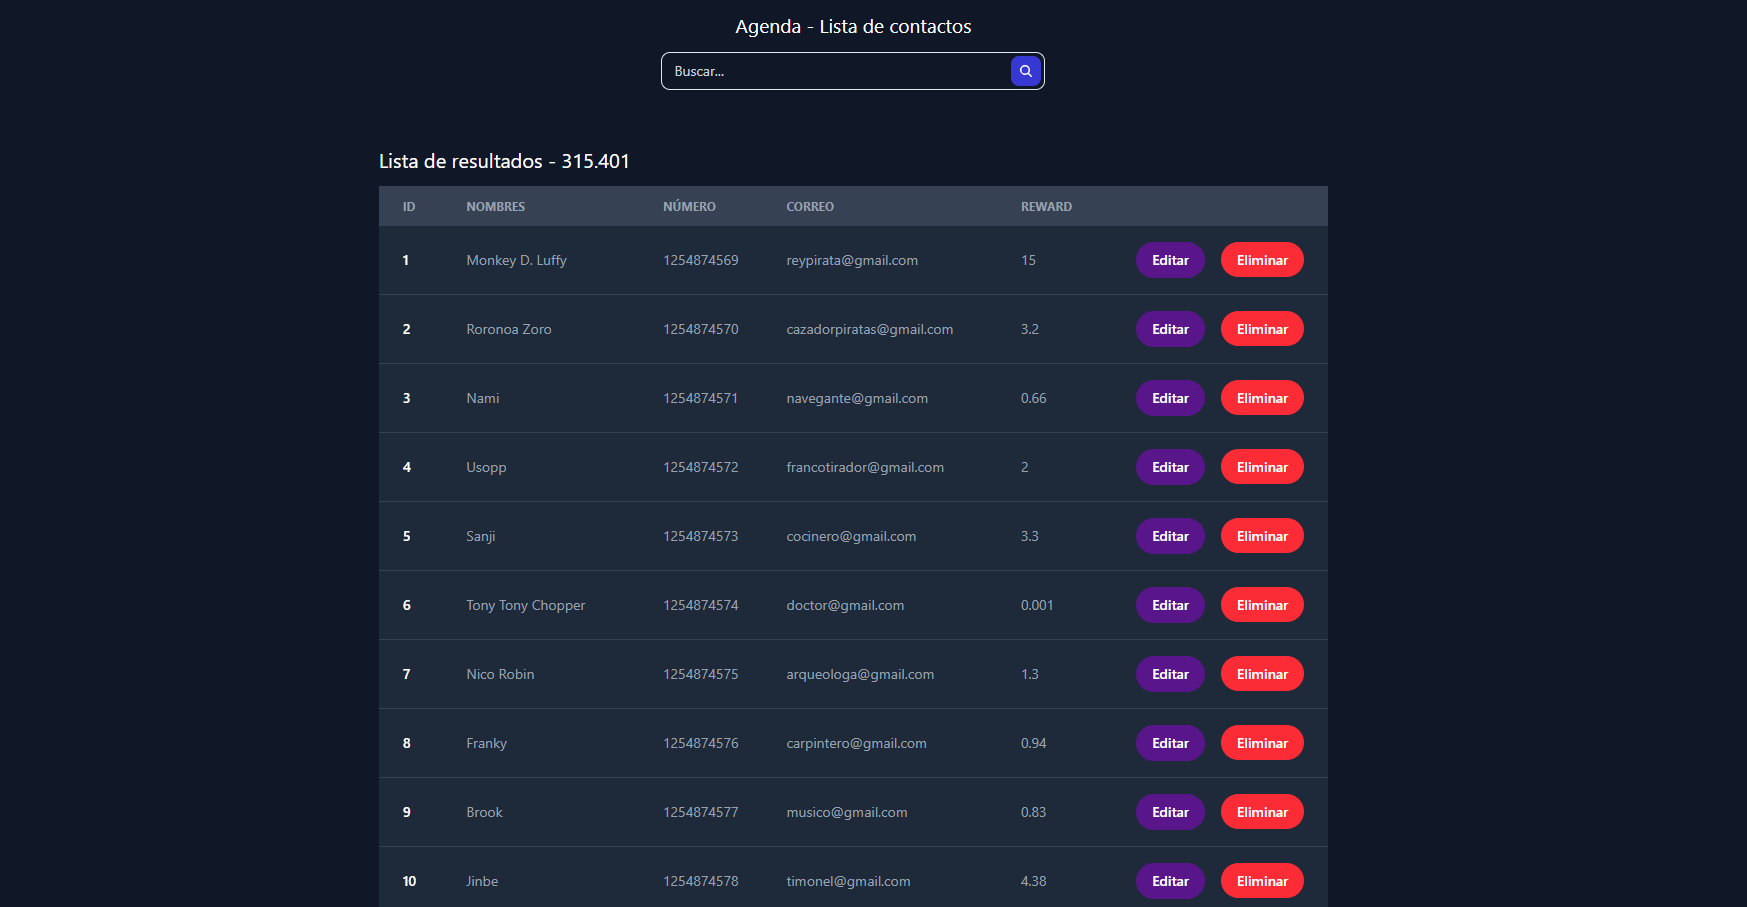 Agenda - Lista de contactos
Buscar...
Lista de resultados - 315.401
ID NOMBRES NÚMERO CORREO REWARD
1 Monkey D. Luffy 1254874569 reypirata@gmail.com 15 Editar Eliminar
2 Roronoa Zoro 1254874570 cazadorpiratas@gmail.com 3.2 Editar Eliminar
3 Nami 1254874571 navegante@gmail.com 0.66 Editar Eliminar
4 Usopp 1254874572 francotirador@gmail.com 2 Editar Eliminar
5 Sanji 1254874573 cocinero@gmail.com 3.3 Editar Eliminar
6 Tony Tony Chopper 1254874574 doctor@gmail.com 0.001 Editar Eliminar
7 Nico Robin 1254874575 arqueologa@gmail.com 1.3 Editar Eliminar
8 Franky 1254874576 carpintero@gmail.com 0.94 Editar Eliminar
9 Brook 1254874577 musico@gmail.com 0.83 Editar Eliminar
10 Jinbe 1254874578 timonel@gmail.com 4.38 Editar Eliminar